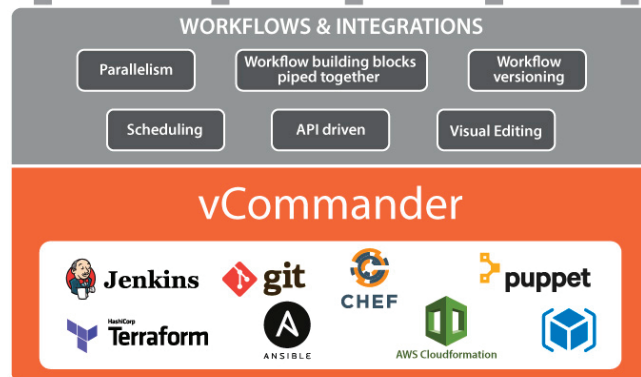 WORKFLOWS & INTEGRATIONS
Parallelism
Workflow building blocks
piped together
Workflow
versioning
Scheduling
API driven
Visual Editing
vCommander
Jenkins
git
CHEF
puppet
HashiCorp
Terraform
A
ANSIBLE
AWS Cloudformation